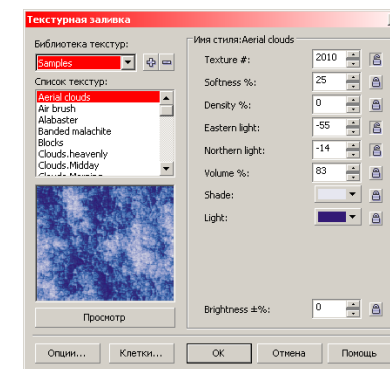 Текстурная заливка
Библиотека текстур:
Samples
Список текстур:
Aerial clouds
Air brush
Alabaster
Banded malachite
Blocks
Clouds.heavenly
Clouds.Midday
Clouds.Morning
Просмотр
Имя стиля:Aerial clouds
Texture #: 2010
Softness %: 25
Density %: 0
Eastern light: -55
Northern light: -14
Volume %: 83
Shade:
Light:
Brightness ±%: 0
Опции... Клетки... OK Отмена Помощь